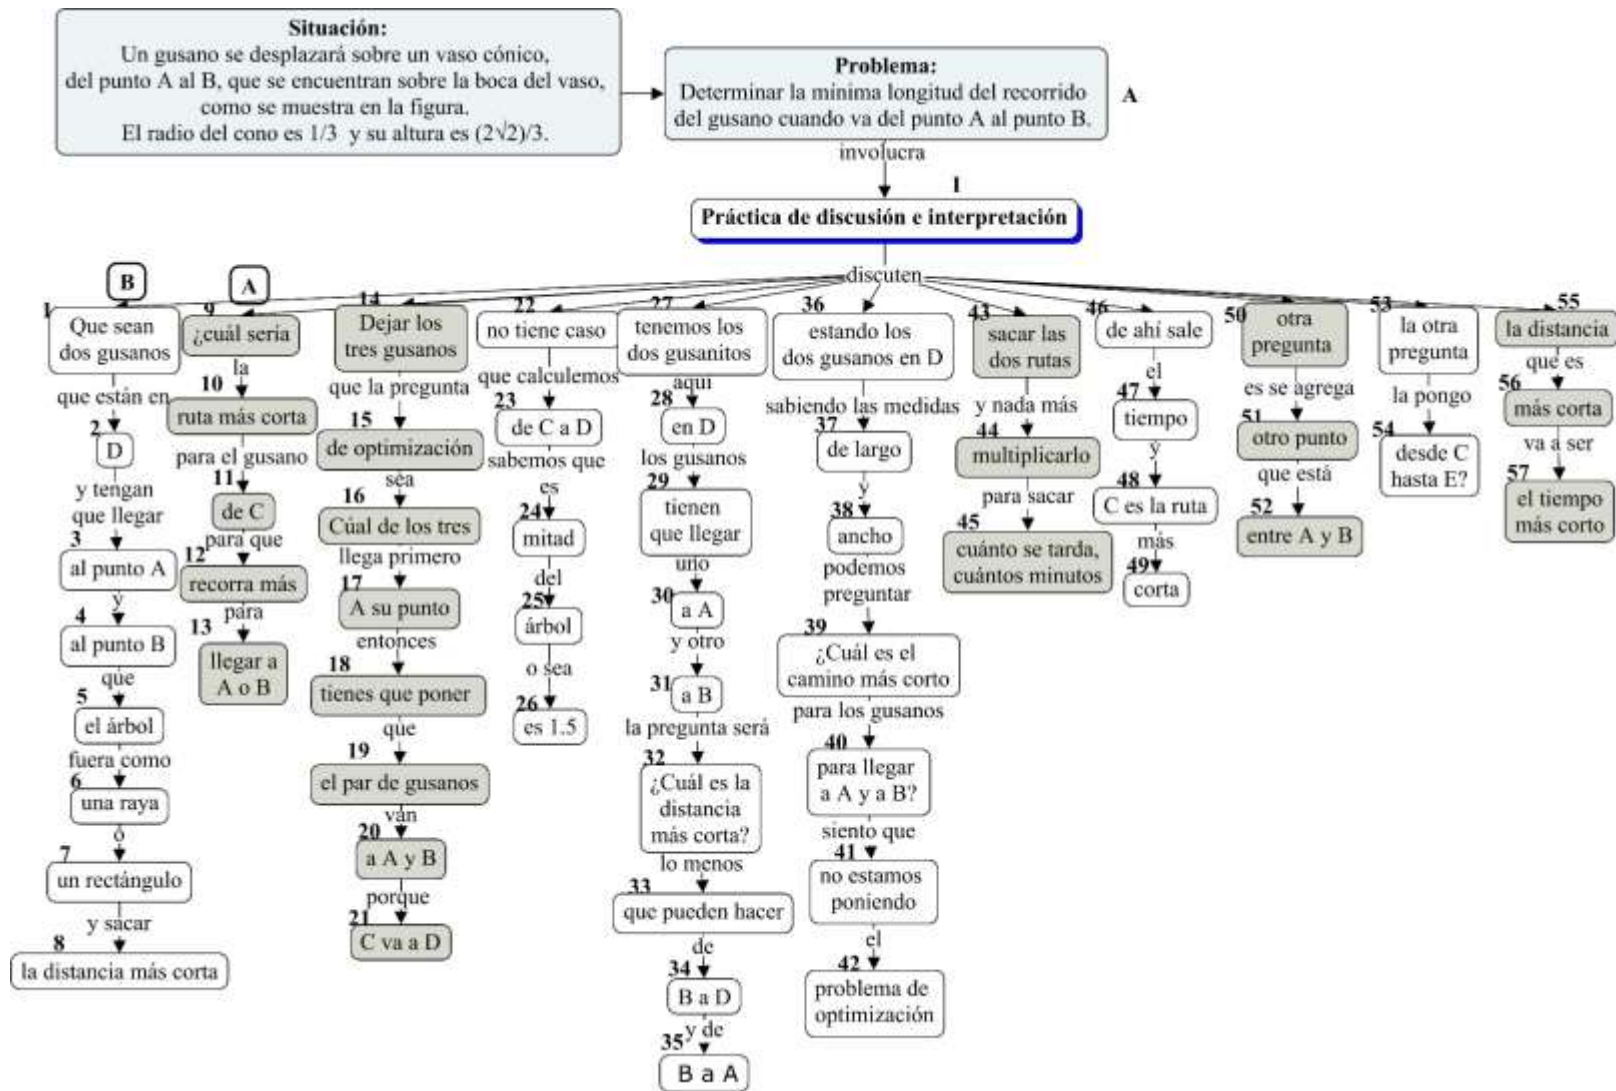 Situación:
Un gusano se desplazará sobre un vaso cónico,
del punto A al B, que se encuentran sobre la boca del vaso,
como se muestra en la figura.
El radio del cono es 1/3 y su altura es (2√2)/3.
Problema:
Determinar la mínima longitud del recorrido
del gusano cuando va del punto A al punto B.
A
involucra
I
Práctica de discusión e interpretación
discuten
B
1
Que sean
dos gusanos
que están en
2
D
y tengan
que llegar
3
al punto A
y
4
al punto B
que
5
el árbol
fuera como
6
una raya
ó
7
un rectángulo
y sacar
8
la distancia más corta
A
9
¿cuál sería
la
10
ruta más corta
para el gusano
11
de C
para que
12
recorra más
para
13
llegar a
A o B
14
Dejar los
tres gusanos
que la pregunta
15
de optimización
sea
16
Cúal de los tres
llega primero
17
A su punto
entonces
18
tienes que poner
que
19
el par de gusanos
van
20
a A y B
porque
21
C va a D
22
no tiene caso
que calculemos
23
de C a D
sabemos que
es
24
mitad
del
25
árbol
o sea
26
es 1.5
27
tenemos los
dos gusanitos
aquí
28
en D
los gusanos
29
tienen
que llegar
uno
30
a A
y otro
31
a B
la pregunta será
32
¿Cuál es la
distancia
más corta?
lo menos
33
que pueden hacer
de
34
B a D
y de
35
B a A
36
estando los
dos gusanos en D
sabiendo las medidas
37
de largo
y
38
ancho
podemos
preguntar
39
¿Cuál es el
camino más corto
para los gusanos
40
para llegar
a A y a B?
siento que
41
no estamos
poniendo
el
42
problema de
optimización
43
sacar las
dos rutas
y nada más
44
multiplicarlo
para sacar
45
cuánto se tarda,
cuántos minutos
46
de ahí sale
el
47
tiempo
y
48
C es la ruta
más
49
corta
50
otra
pregunta
es se agrega
51
otro punto
que está
52
entre A y B
53
la otra
pregunta
la pongo
54
desde C
hasta E?
55
la distancia
que es
56
más corta
va a ser
57
el tiempo
más corto